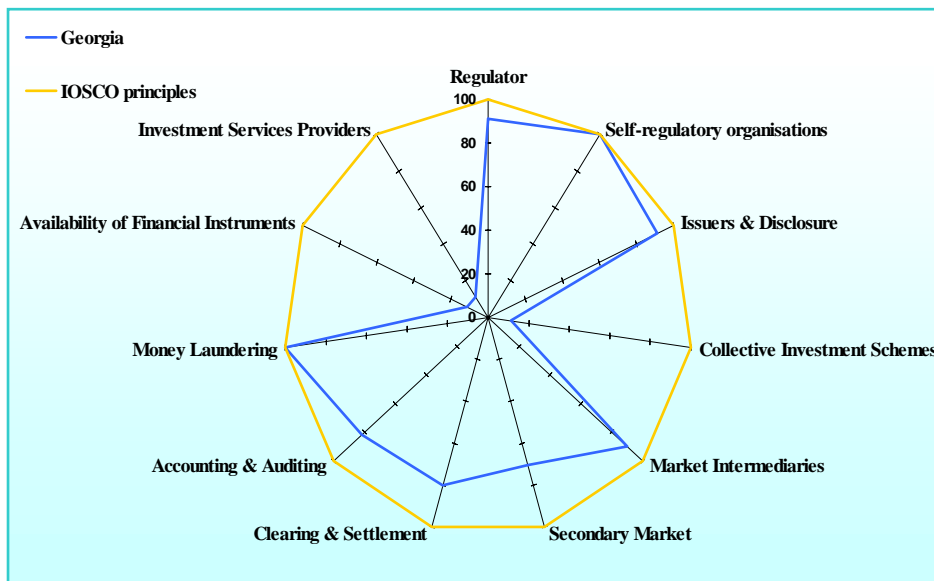 Georgia
IOSCO principles
Regulator
Self-regulatory organisations
Issuers & Disclosure
Collective Investment Schemes
Market Intermediaries
Secondary Market
Clearing & Settlement
Accounting & Auditing
Money Laundering
Availability of Financial Instruments
Investment Services Providers
100
80
60
40
20
0